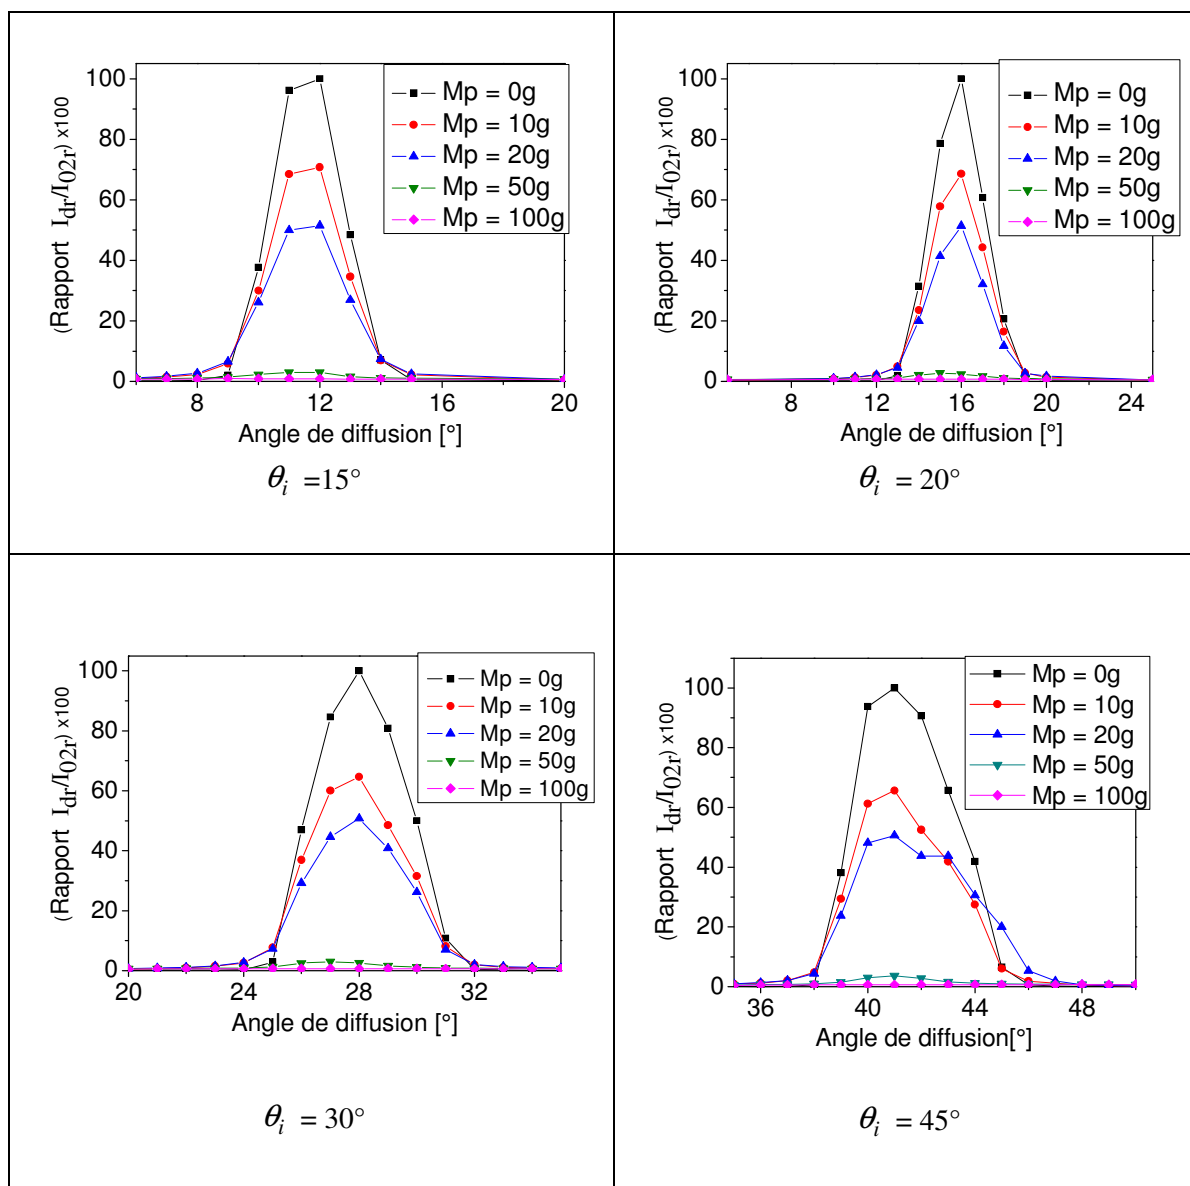 (Rapport I_dr/I_02r) x100
100
80
60
40
20
0
Mp = 0g
Mp = 10g
Mp = 20g
Mp = 50g
Mp = 100g
8 12 16 20
Angle de diffusion [°]
θi =15°
(Rapport I_dr/I_02r) x100
100
80
60
40
20
0
Mp = 0g
Mp = 10g
Mp = 20g
Mp = 50g
Mp = 100g
8 12 16 20 24
Angle de diffusion [°]
θi = 20°
(Rapport I_dr/I_02r) x100
100
80
60
40
20
0
Mp = 0g
Mp = 10g
Mp = 20g
Mp = 50g
Mp = 100g
20 24 28 32
Angle de diffusion [°]
θi = 30°
(Rapport I_dr/I_02r) x100
100
80
60
40
20
0
Mp = 0g
Mp = 10g
Mp = 20g
Mp = 50g
Mp = 100g
36 40 44 48
Angle de diffusion[°]
θi = 45°